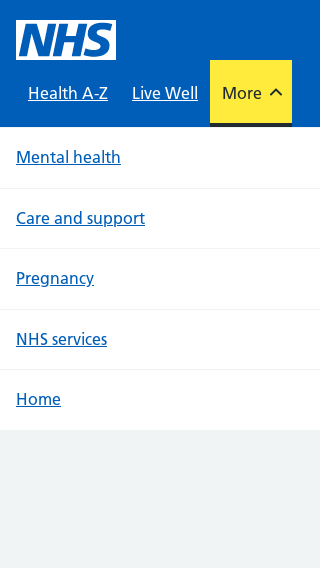 NHS
Health A-Z Live Well More
Mental health
Care and support
Pregnancy
NHS services
Home